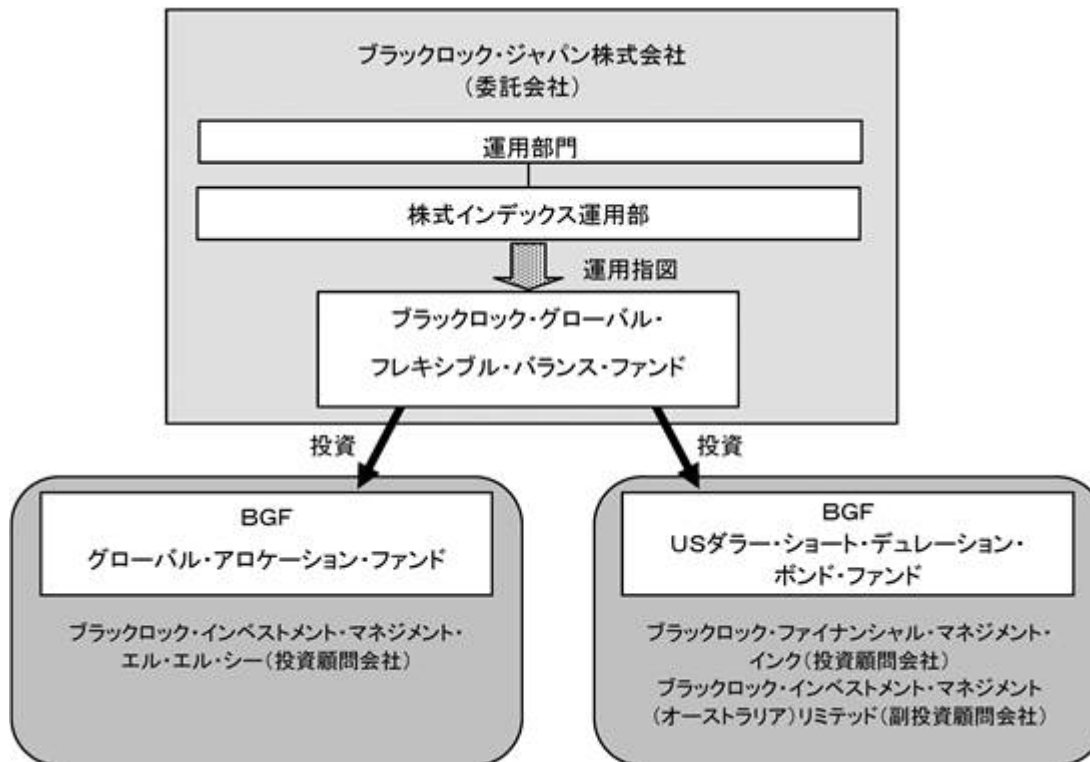 ブラックロック・ジャパン株式会社
(委託会社)
運用部門
株式インデックス運用部
運用指図
ブラックロック・グローバル・
フレキシブル・バランス・ファンド
投資
投資
BGF
グローバル・アロケーション・ファンド
ブラックロック・インベストメント・マネジメント・
エル・エル・シー(投資顧問会社)
BGF
USダラー・ショート・デュレーション・
ボンド・ファンド
ブラックロック・ファイナンシャル・マネジメント・
インク(投資顧問会社)
ブラックロック・インベストメント・マネジメント
(オーストラリア)リミテッド(副投資顧問会社)